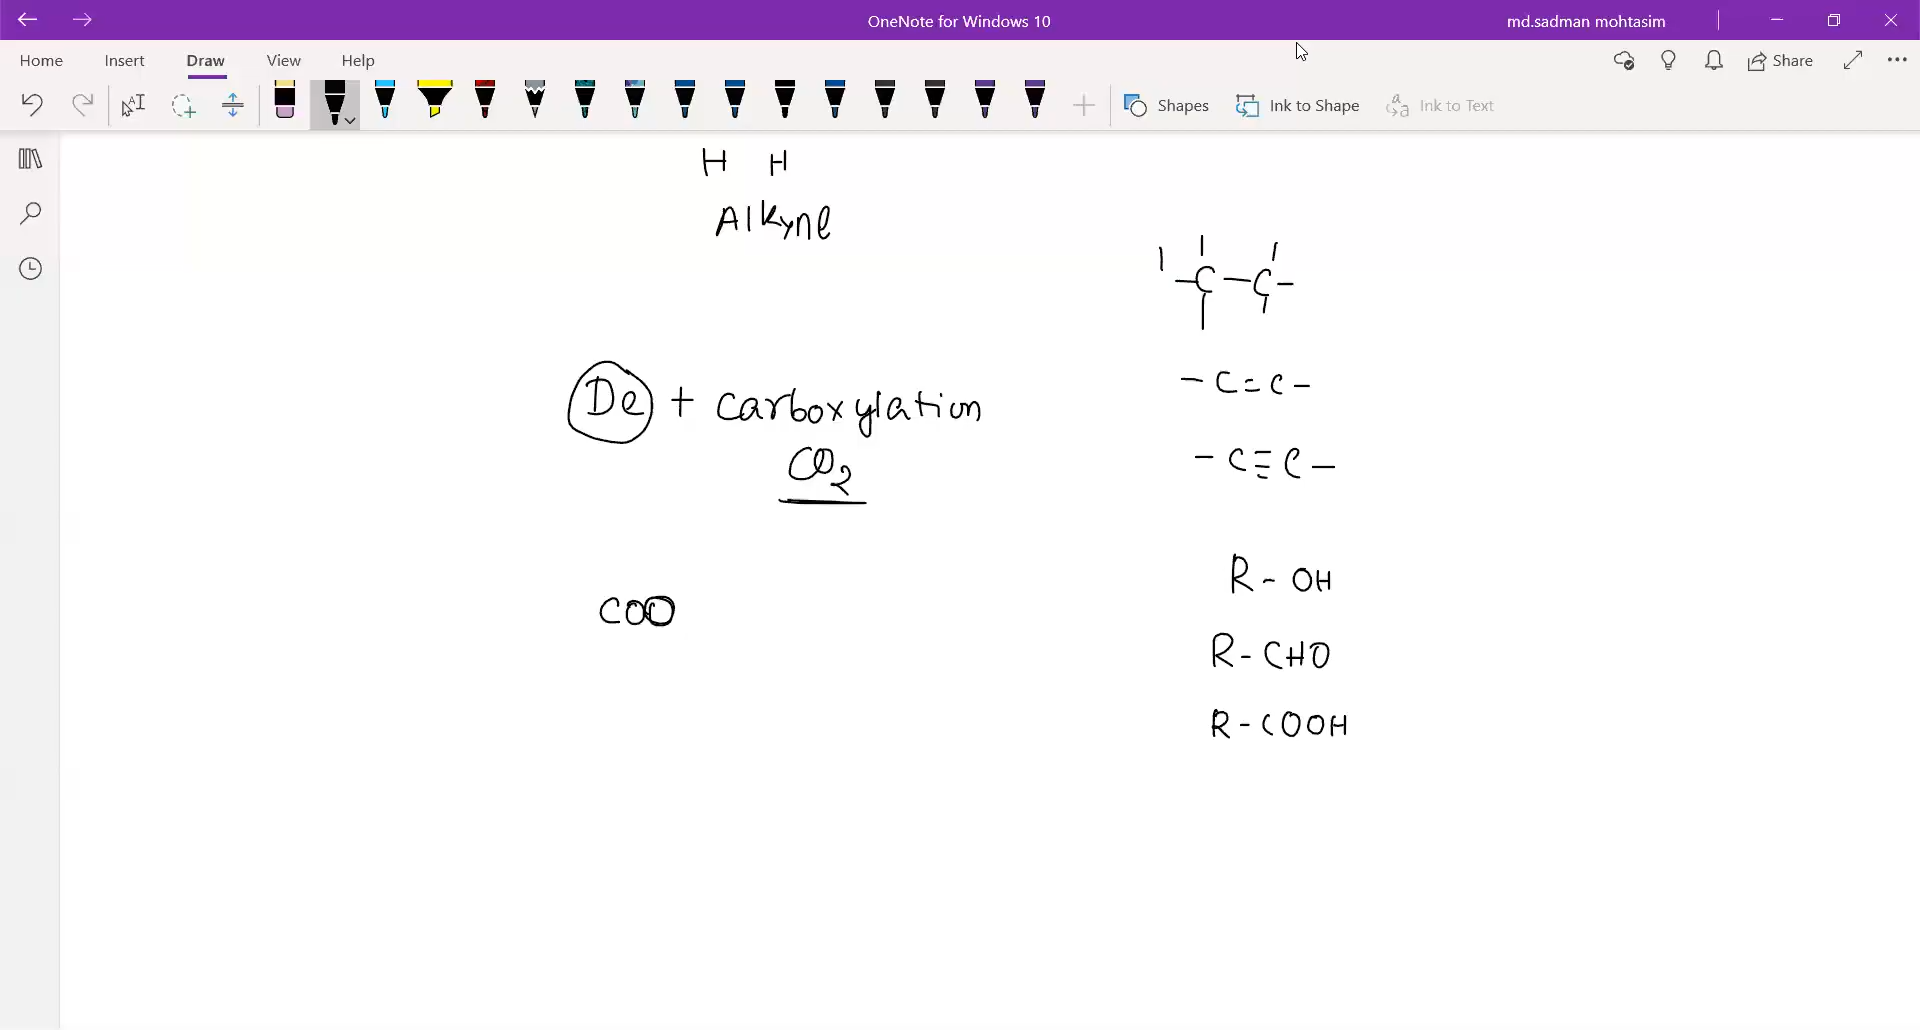 OneNote for Windows 10
md.sadman mohtasim
Home Insert Draw View Help
Share
Shapes
Ink to Shape
Ink to Text
H H
Alkyne
-C-C-
-C=C-
-C≡C-
De + carboxylation
CO2
COO
R-OH
R-CHO
R-COOH